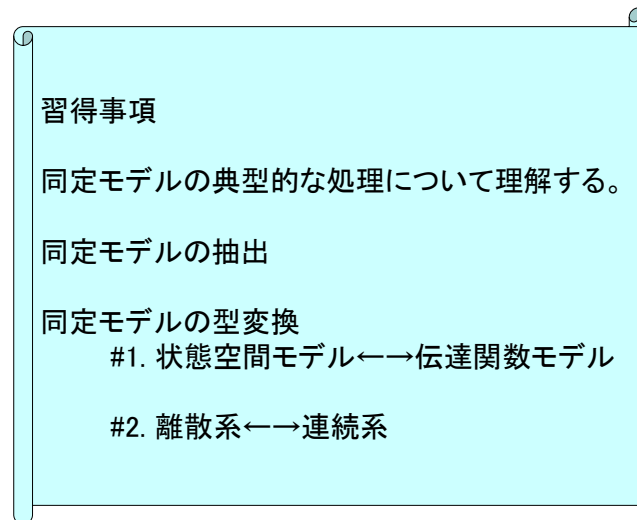 習得事項
同定モデルの典型的な処理について理解する。
同定モデルの抽出
同定モデルの型変換
#1. 状態空間モデル←→伝達関数モデル
#2. 離散系←→連続系